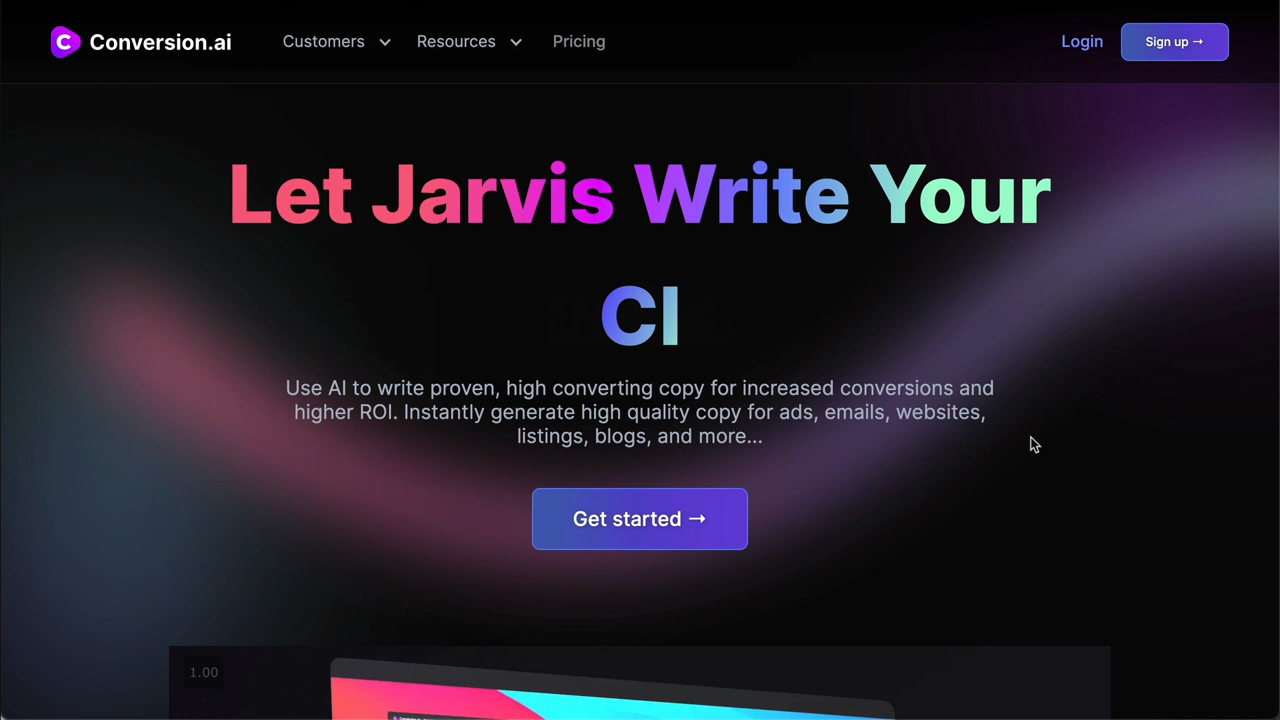 Conversion.ai
Customers
Resources
Pricing
Login
Sign up →
Let Jarvis Write Your
Cl
Use AI to write proven, high converting copy for increased conversions and
higher ROI. Instantly generate high quality copy for ads, emails, websites,
listings, blogs, and more...
Get started →
1.00